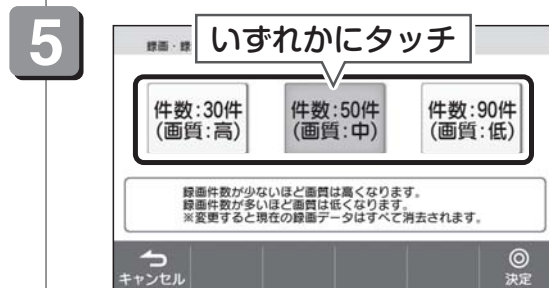 5
録画・録
いずれかにタッチ
件数:30件
(画質:高)
件数:50件
(画質:中)
件数:90件
(画質:低)
録画件数が少ないほど画質は高くなります。
録画件数が多いほど画質は低くなります。
※変更すると現在の録画データはすべて消去されます。
キャンセル
決定